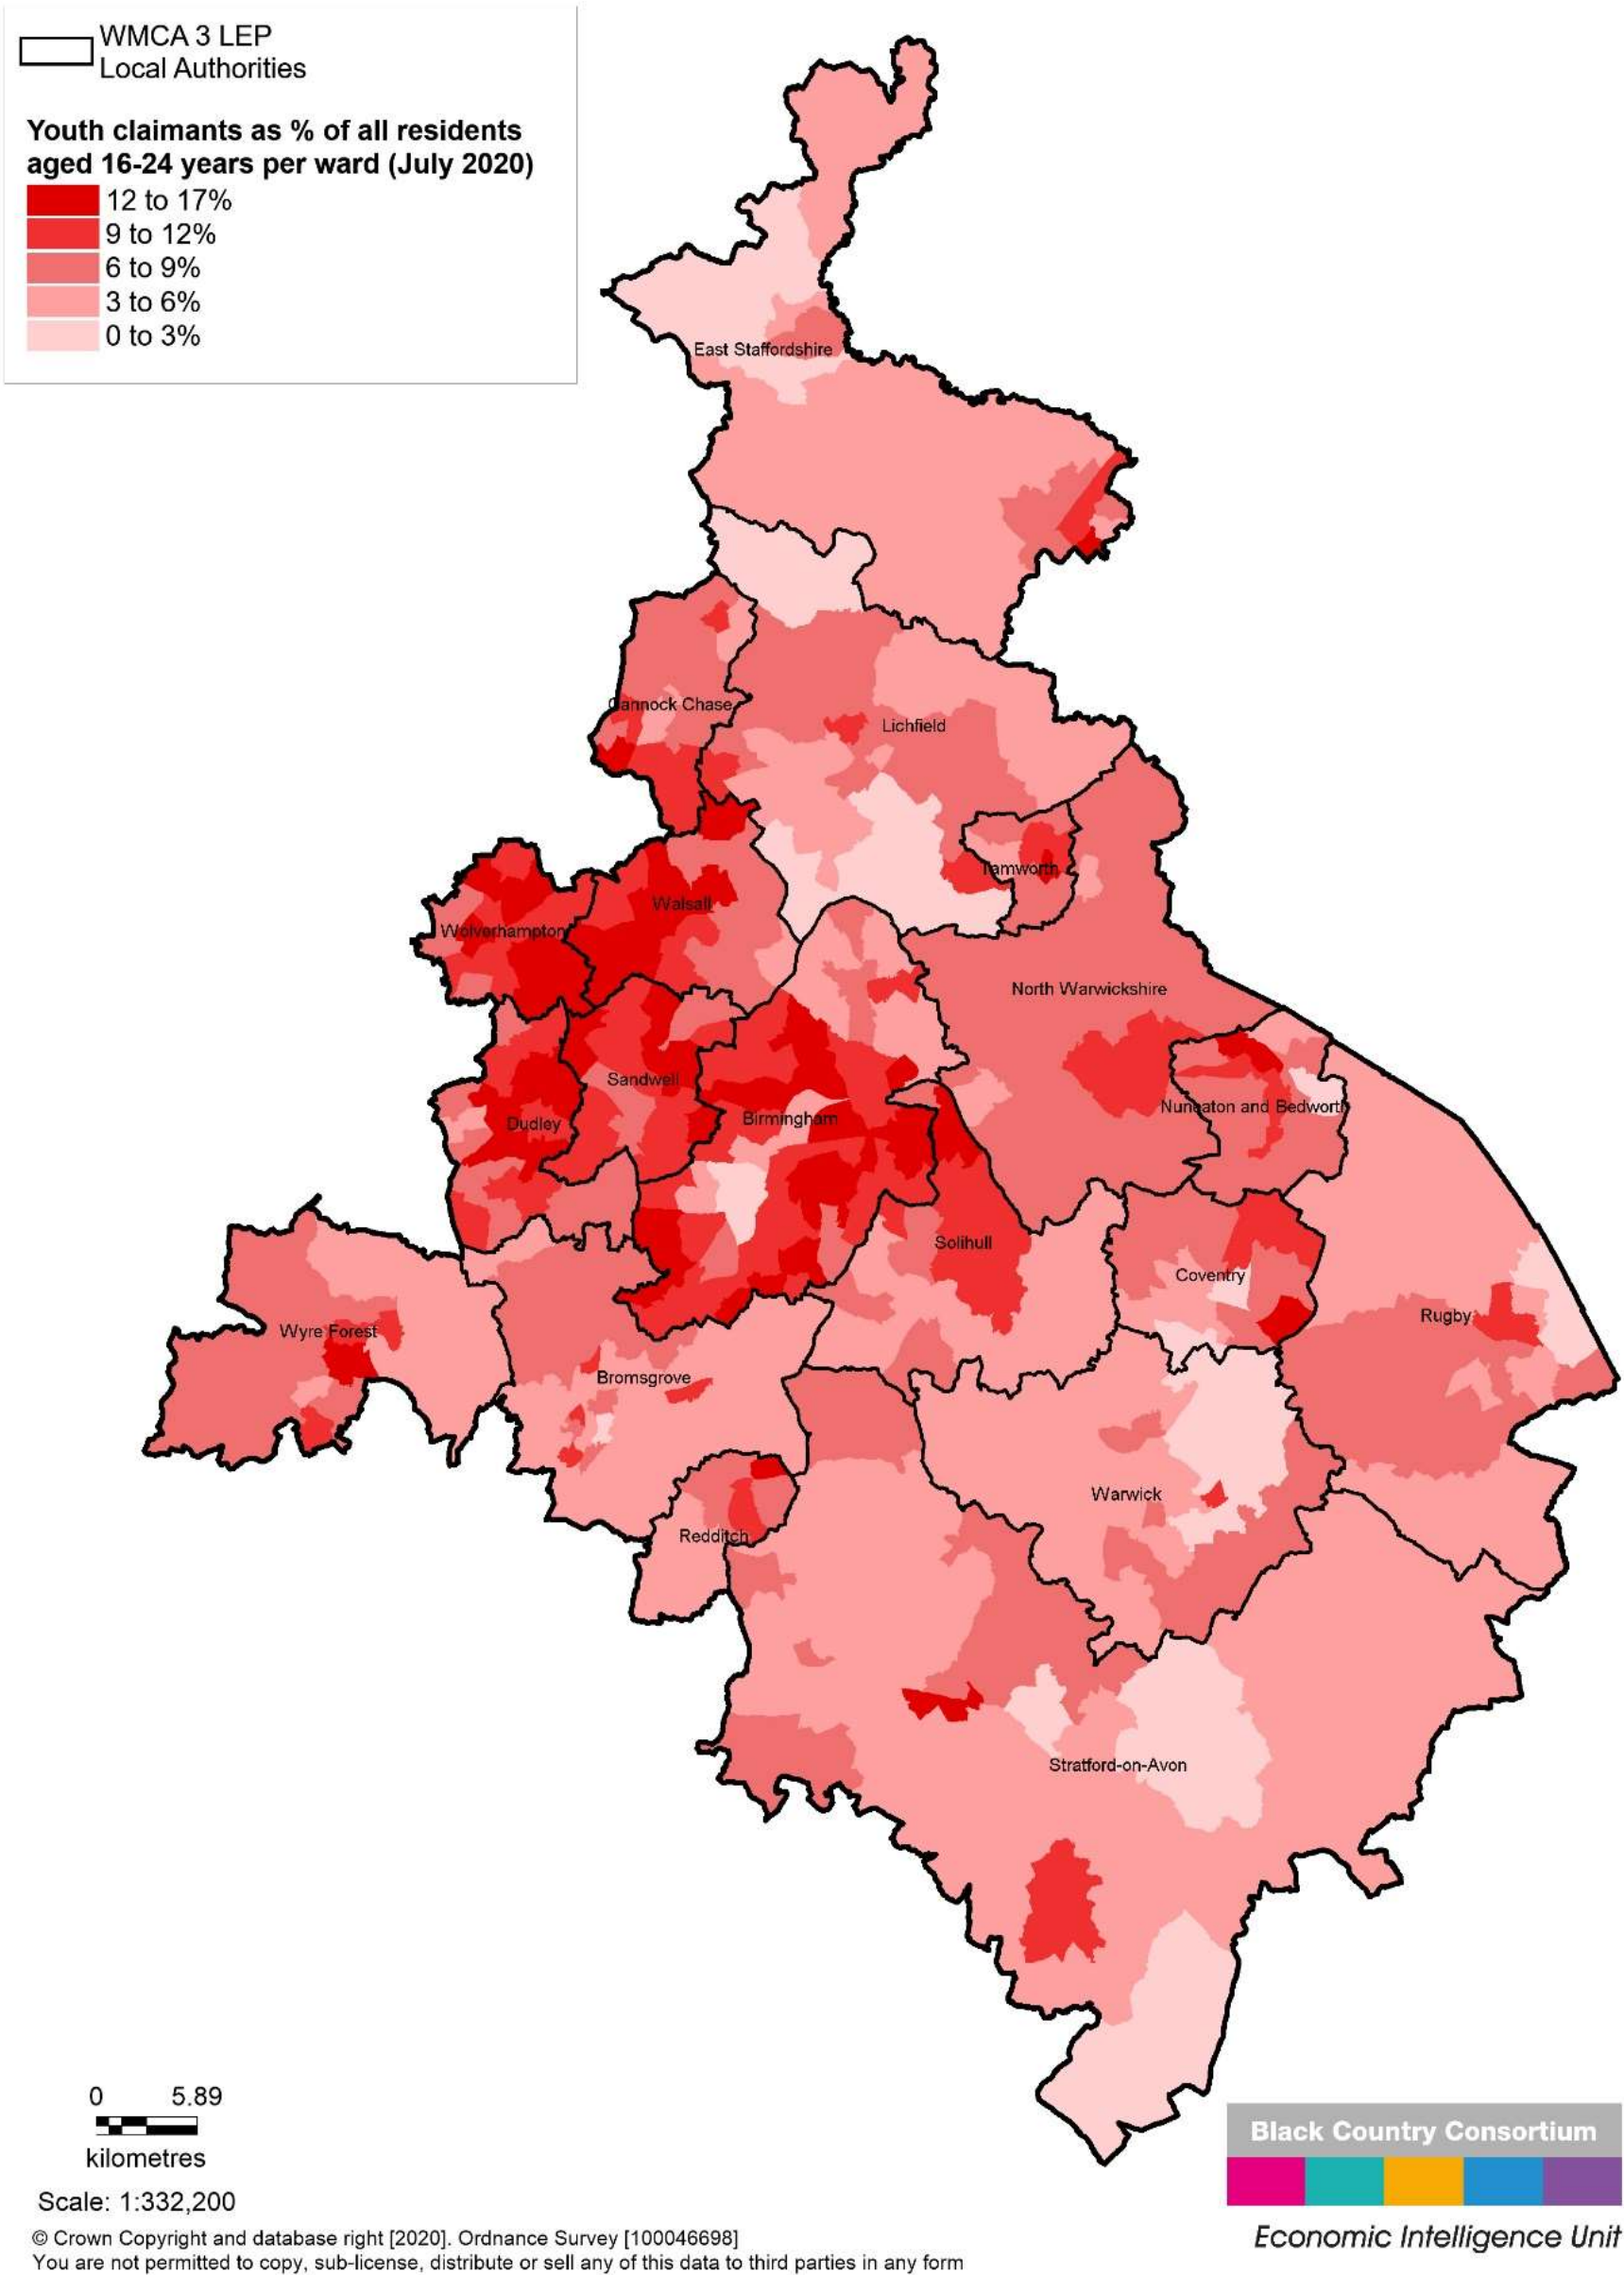 WMCA 3 LEP
Local Authorities
Youth claimants as % of all residents
aged 16-24 years per ward (July 2020)
12 to 17%
9 to 12%
6 to 9%
3 to 6%
0 to 3%
East Staffordshire
Cannock Chase
Lichfield
Tamworth
Walsall
Wolverhampton
North Warwickshire
Sandwell
Nuneaton and Bedworth
Birmingham
Dudley
Solihull
Coventry
Rugby
Wyre Forest
Bromsgrove
Warwick
Redditch
Stratford-on-Avon
0 5.89
kilometres
Scale: 1:332,200
Black Country Consortium
Economic Intelligence Unit
© Crown Copyright and database right [2020]. Ordnance Survey [100046698]
You are not permitted to copy, sub-license, distribute or sell any of this data to third parties in any form